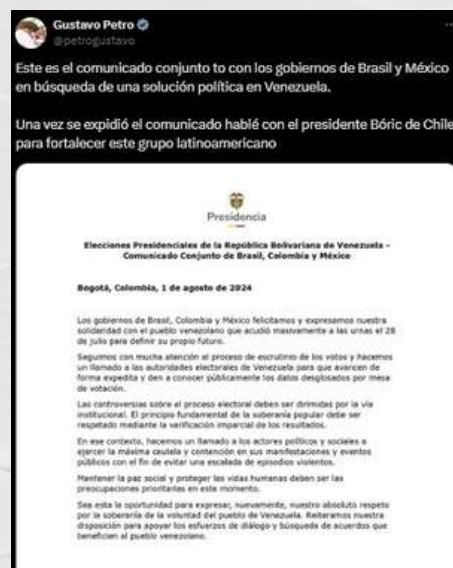 Gustavo Petro
@petrogustavo
Este es el comunicado conjunto to con los gobiernos de Brasil y México
en búsqueda de una solución política en Venezuela.
Una vez se expidió el comunicado hablé con el presidente Bóric de Chile
para fortalecer este grupo latinoamericano
Presidencia
Elecciones Presidenciales de la República Bolivariana de Venezuela –
Comunicado Conjunto de Brasil, Colombia y México
Bogotá, Colombia, 1 de agosto de 2024
Los gobiernos de Brasil, Colombia y México felicitamos y expresamos nuestra
solidaridad con el pueblo venezolano que acudió masivamente a las urnas el 28
de julio para definir su propio futuro.
Seguimos con mucha atención el proceso de escrutinio de los votos y hacemos
un llamado a las autoridades electorales de Venezuela para que avancen de
forma expedita y den a conocer públicamente los datos desglosados por mesa
de votación.
Las controversias sobre el proceso electoral deben ser dirimidas por la vía
institucional. El principio fundamental de la soberanía popular debe ser
respetado mediante la verificación imparcial de los resultados.
En ese contexto, hacemos un llamado a los actores políticos y sociales a
ejercer la máxima cautela y contención en sus manifestaciones y eventos
públicos con el fin de evitar una escalada de episodios violentos.
Mantener la paz social y proteger las vidas humanas deben ser las
preocupaciones prioritarias en este momento.
Sea esta la oportunidad para expresar, nuevamente, nuestro absoluto respeto
por la soberanía de la voluntad del pueblo de Venezuela. Reiteramos nuestra
disposición para apoyar los esfuerzos de diálogo y búsqueda de acuerdos que
beneficien al pueblo venezolano.